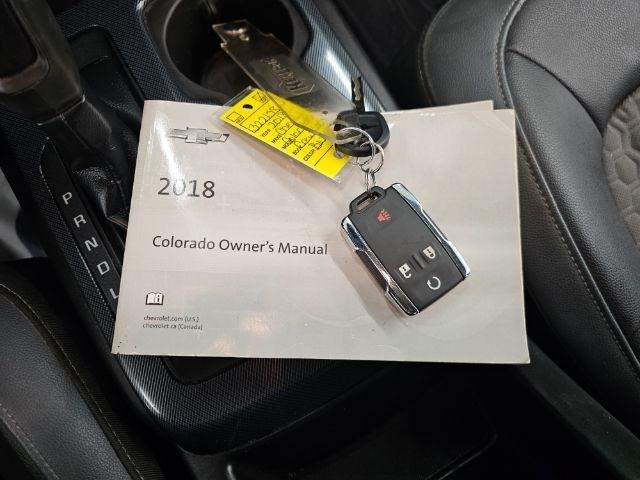 2018
Colorado Owner's Manual
chevrolet.com (U.S.)
chevrolet.ca (Canada)
P
R
N
D
L